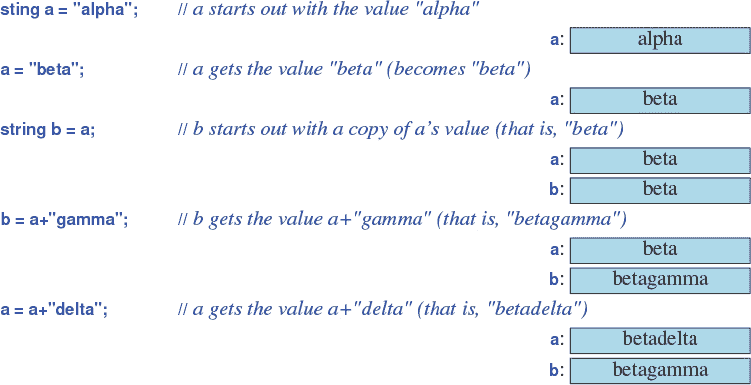 sting a = "alpha"; // a starts out with the value "alpha"
a: alpha
a = "beta"; // a gets the value "beta" (becomes "beta")
a: beta
string b = a; // b starts out with a copy of a's value (that is, "beta")
a: beta
b: beta
b = a+"gamma"; // b gets the value a+"gamma" (that is, "betagamma")
a: beta
b: betagamma
a = a+"delta"; // a gets the value a+"delta" (that is, "betadelta")
a: betadelta
b: betagamma